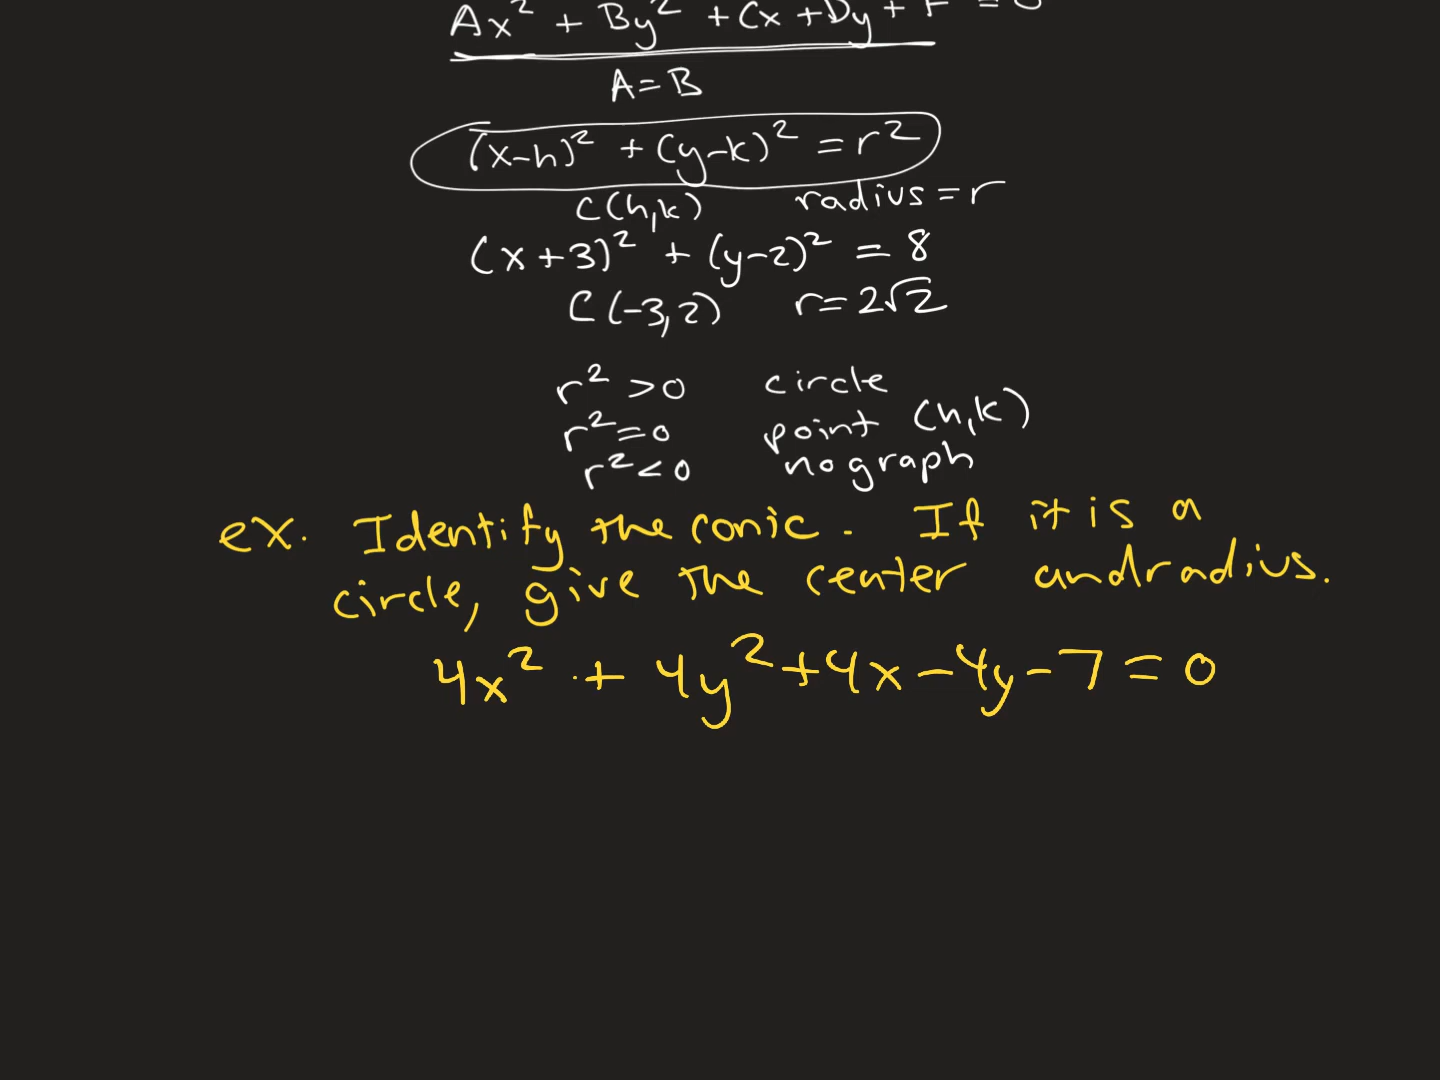 Ax² + By² + Cx + Dy + F = 0
A=B
(x-h)² + (y-k)² = r²
C(h,k) radius = r
(x+3)² + (y-2)² = 8
C(-3,2) r=2√2
r² >0 circle
r²=0 point (h,k)
r²<0 no graph
ex. Identify the conic. If it is a
circle, give the center and radius.
4x² + 4y² +4x-4y-7=0